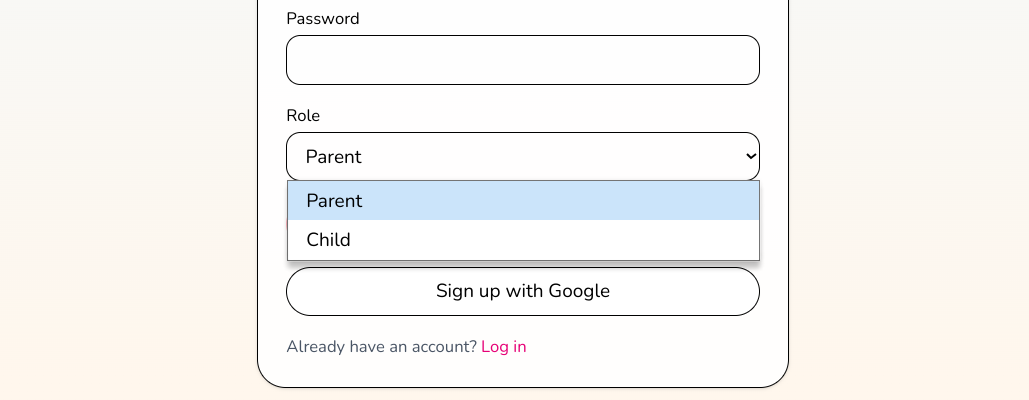 Password
Role
Parent
Parent
Child
Sign up with Google
Already have an account? Log in